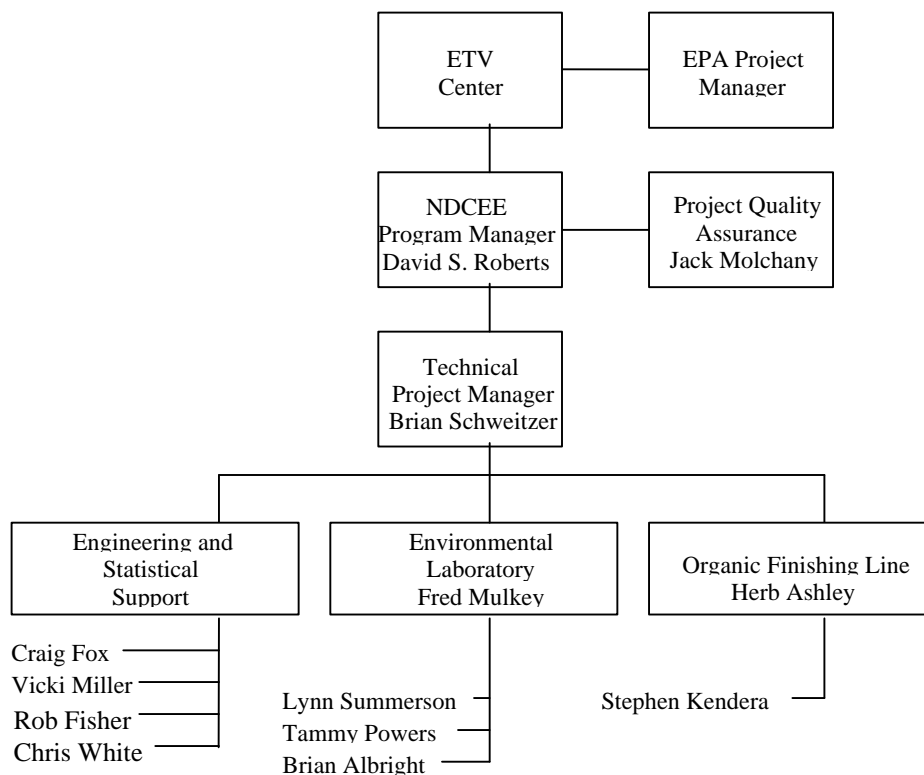 ETV
Center
EPA Project
Manager
NDCEE
Program Manager
David S. Roberts
Project Quality
Assurance
Jack Molchany
Technical
Project Manager
Brian Schweitzer
Engineering and
Statistical
Support
Environmental
Laboratory
Fred Mulkey
Organic Finishing Line
Herb Ashley
Craig Fox
Vicki Miller
Rob Fisher
Chris White
Lynn Summerson
Tammy Powers
Brian Albright
Stephen Kendera